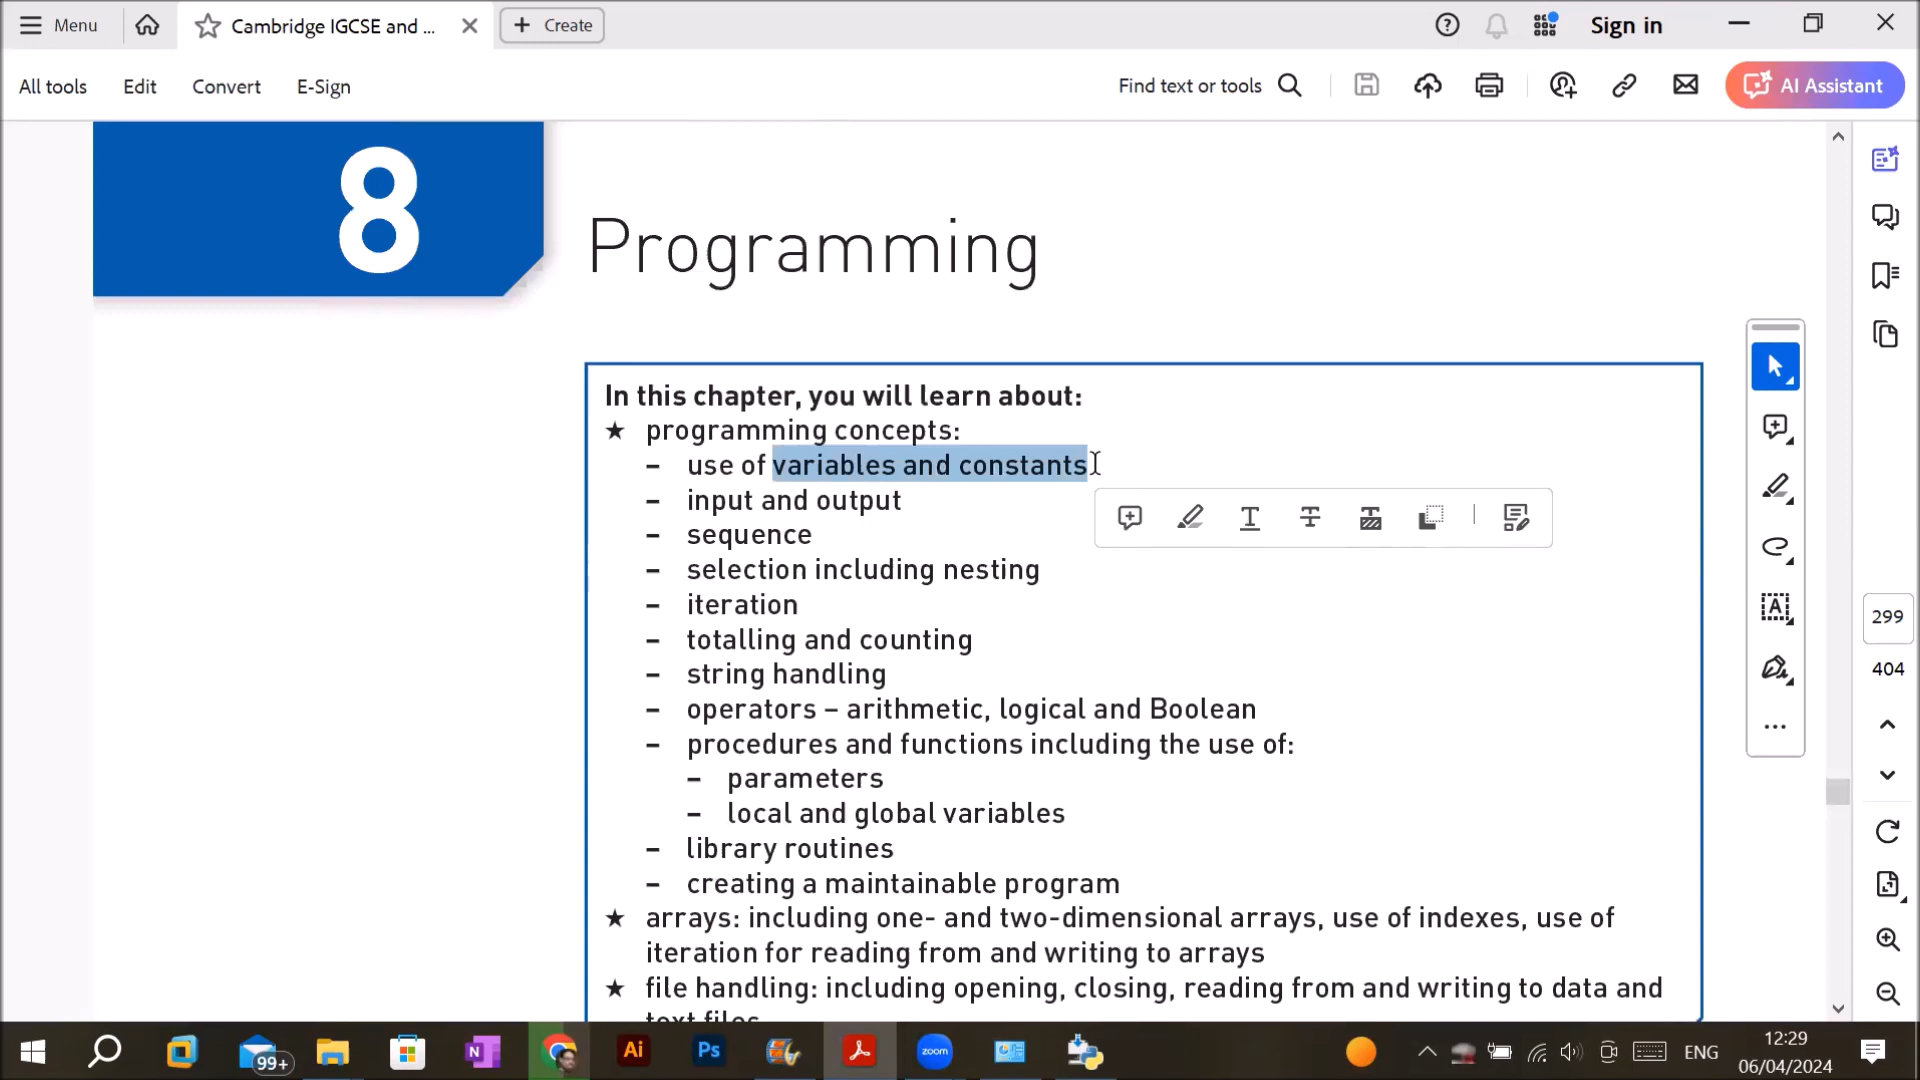 Menu
Cambridge IGCSE and ...
Create
Sign in
All tools
Edit
Convert
E-Sign
Find text or tools
AI Assistant
8
Programming
In this chapter, you will learn about:
★ programming concepts:
– use of variables and constants
– input and output
– sequence
– selection including nesting
– iteration
– totalling and counting
– string handling
– operators – arithmetic, logical and Boolean
– procedures and functions including the use of:
– parameters
– local and global variables
– library routines
– creating a maintainable program
★ arrays: including one- and two-dimensional arrays, use of indexes, use of
iteration for reading from and writing to arrays
★ file handling: including opening, closing, reading from and writing to data and
text files
299
404
99+
Ai
Ps
zoom
ENG
12:29
06/04/2024